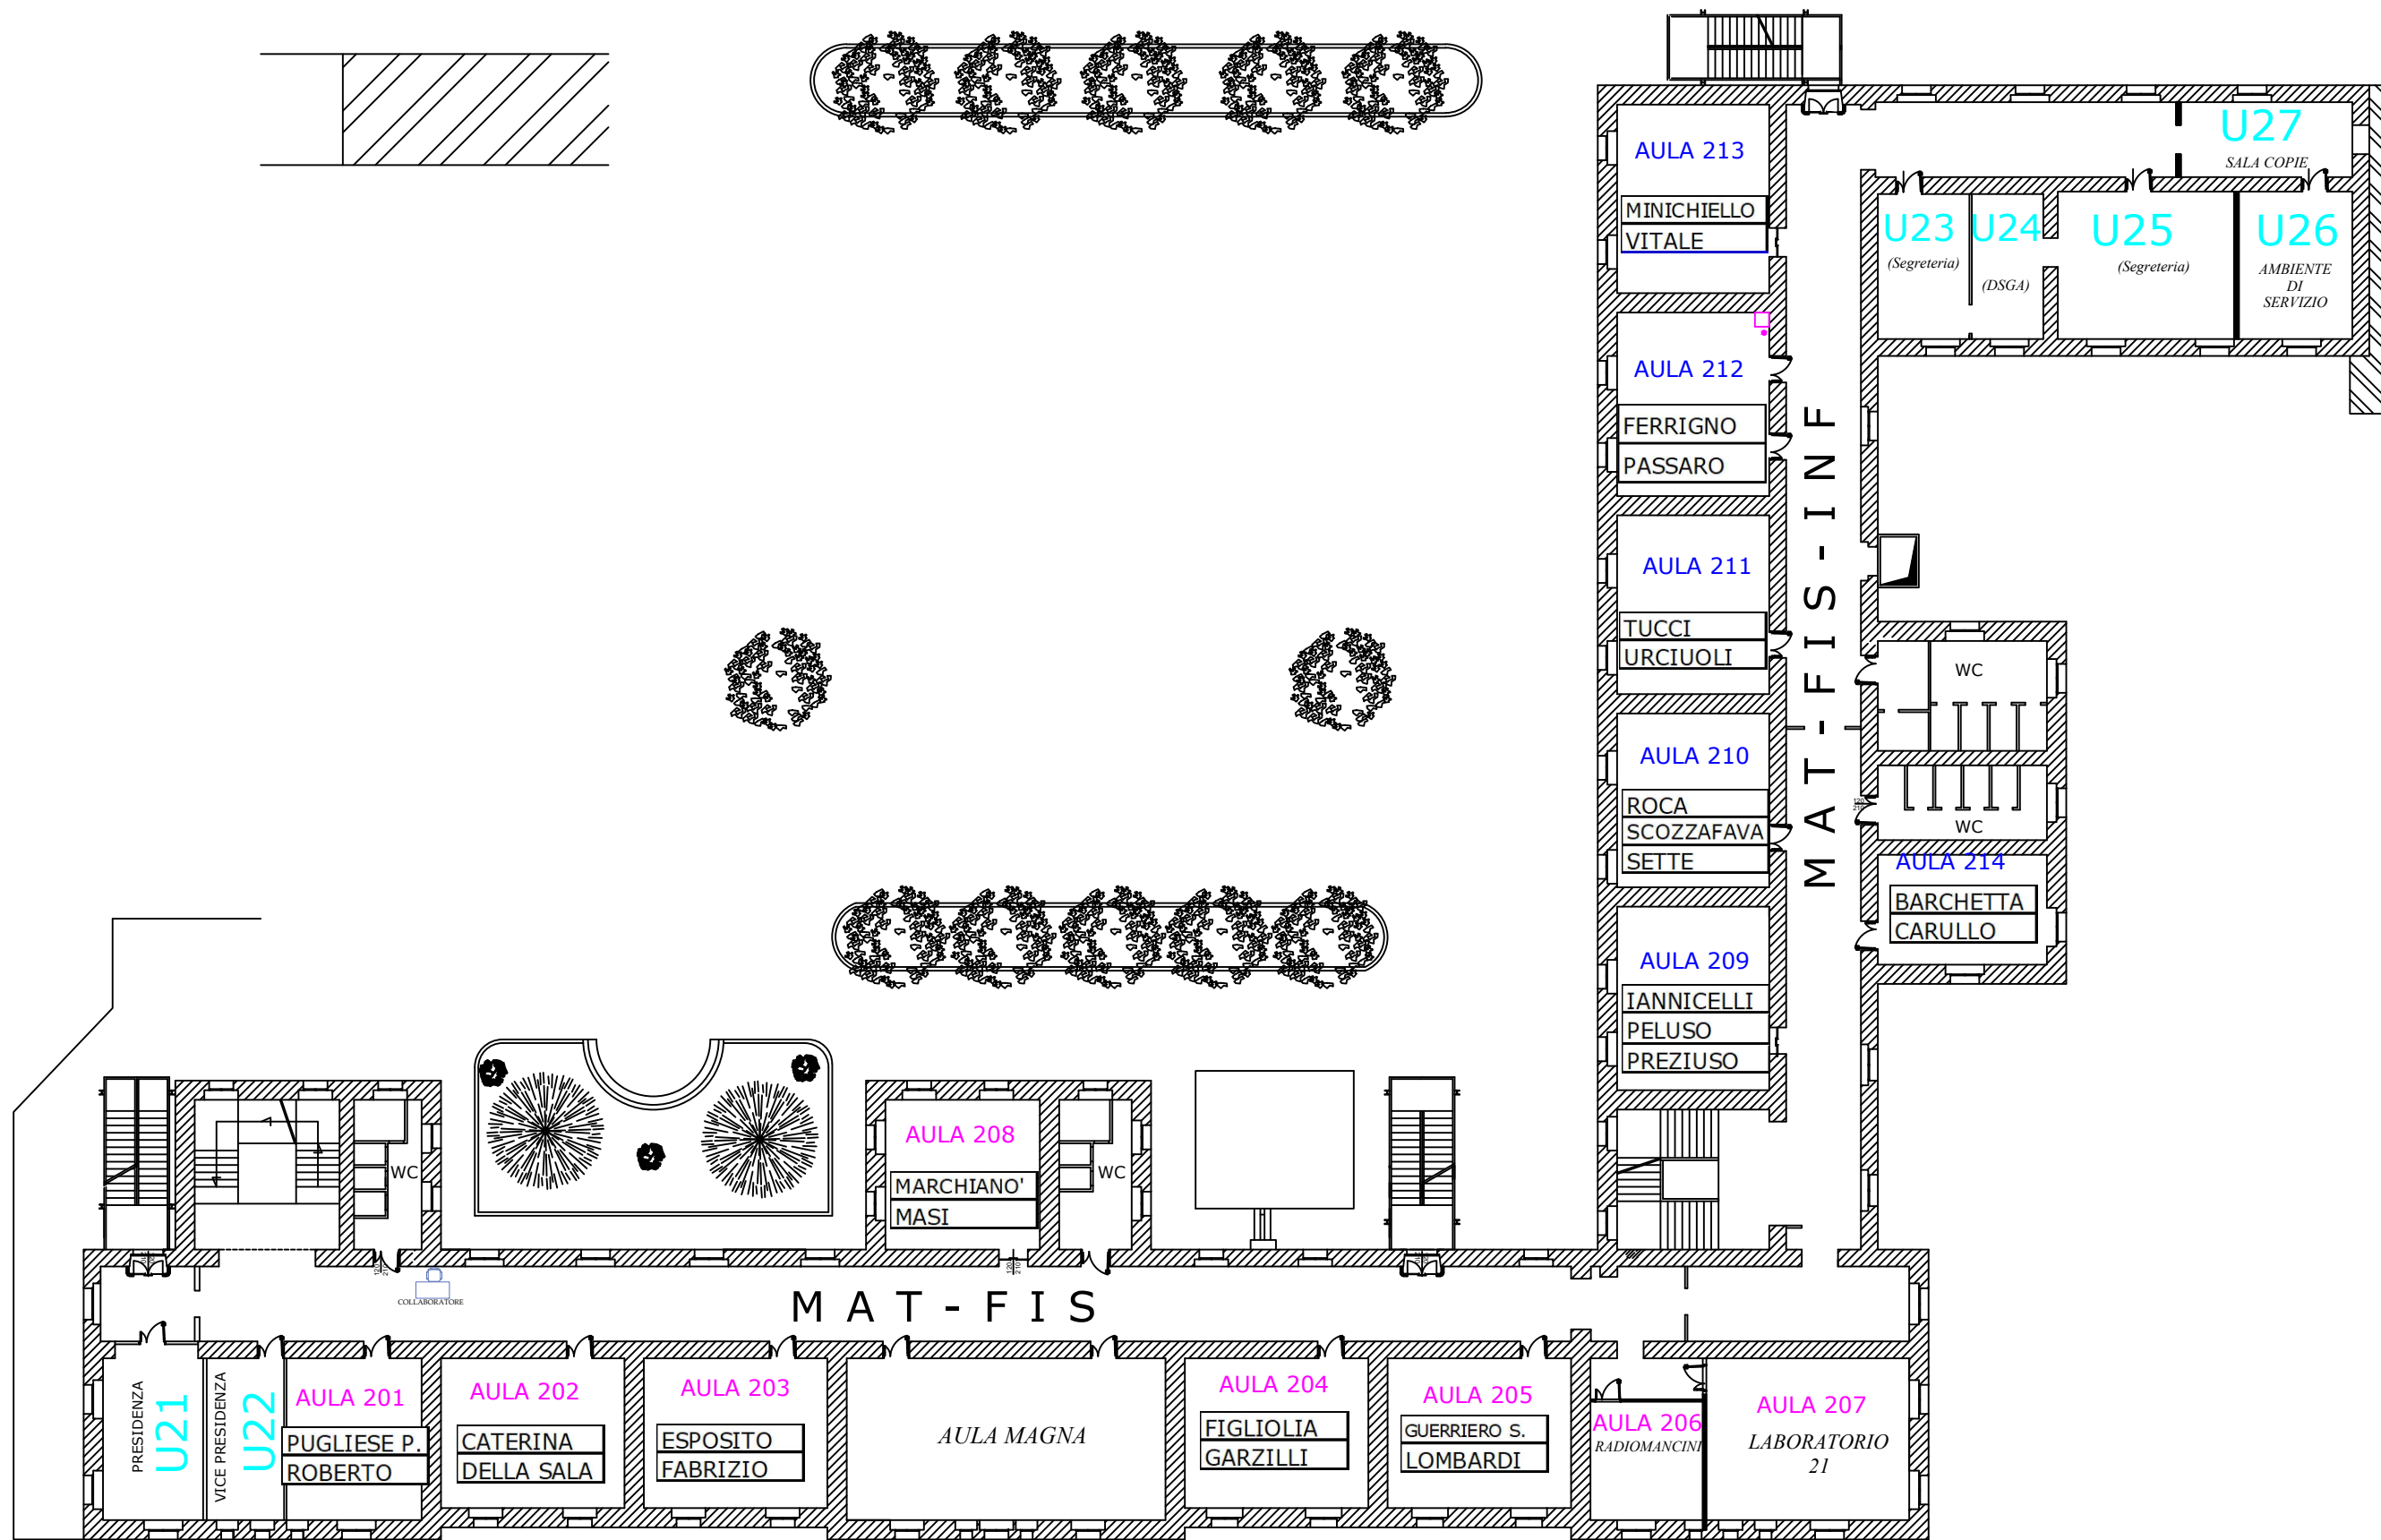 U27
SALA COPIE
AULA 213
MINICHIELLO
VITALE
U23
(Segreteria)
U24
(DSGA)
U25
(Segreteria)
U26
AMBIENTE
DI
SERVIZIO
AULA 212
FERRIGNO
PASSARO
AULA 211
TUCCI
URCIUOLI
MAT-FIS-INF
WC
AULA 210
ROCA
SCOZZAFAVA
SETTE
WC
AULA 214
BARCHETTA
CARULLO
AULA 209
IANNICELLI
PELUSO
PREZIUSO
WC
AULA 208
MARCHIANO'
MASI
WC
COLLABORATORE
MAT-FIS
PRESIDENZA
U21
VICE PRESIDENZA
U22
AULA 201
PUGLIESE P.
ROBERTO
AULA 202
CATERINA
DELLA SALA
AULA 203
ESPOSITO
FABRIZIO
AULA MAGNA
AULA 204
FIGLIOLIA
GARZILLI
AULA 205
GUERRIERO S.
LOMBARDI
AULA 206
RADIOMANCINI
AULA 207
LABORATORIO
21